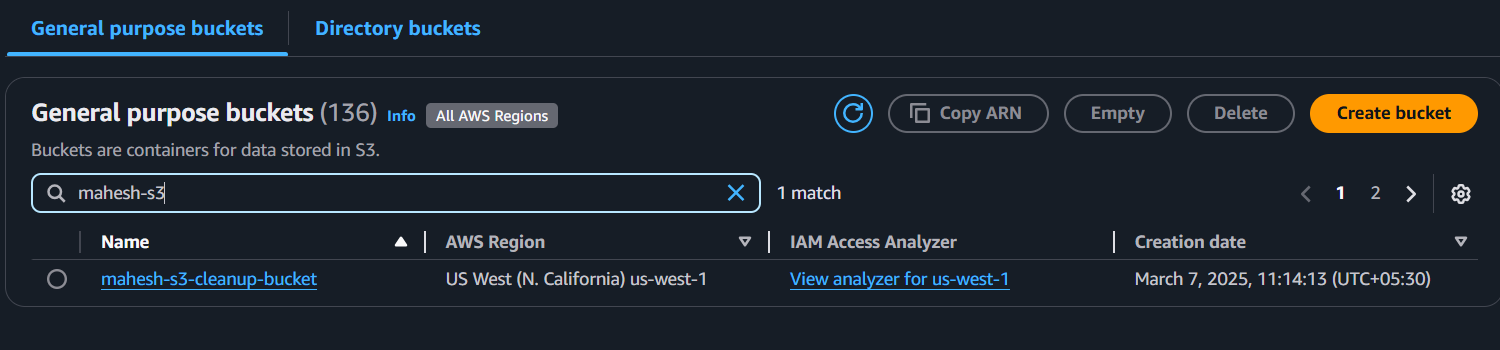 General purpose buckets Directory buckets
General purpose buckets (136) Info All AWS Regions Copy ARN Empty Delete Create bucket
Buckets are containers for data stored in S3.
mahesh-s3 1 match 1 2
Name AWS Region IAM Access Analyzer Creation date
mahesh-s3-cleanup-bucket US West (N. California) us-west-1 View analyzer for us-west-1 March 7, 2025, 11:14:13 (UTC+05:30)